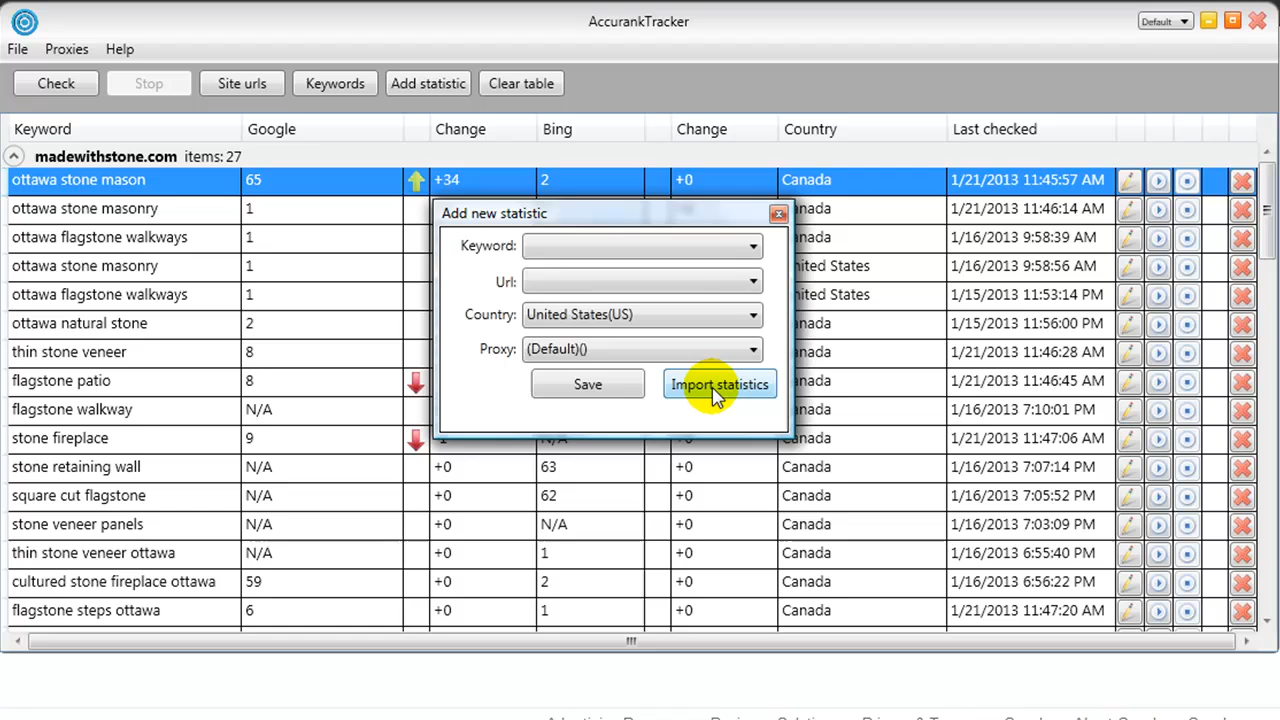 AccurankTracker
Default
File Proxies Help
Check Stop Site urls Keywords Add statistic Clear table
Keyword Google Change Bing Change Country Last checked
madewithstone.com items: 27
ottawa stone mason 65 +34 2 +0 Canada 1/21/2013 11:45:57 AM
ottawa stone masonry 1 1/21/2013 11:46:14 AM
ottawa flagstone walkways 1 1/16/2013 9:58:39 AM
ottawa stone masonry 1 States 1/16/2013 9:58:56 AM
ottawa flagstone walkways 1 States 1/15/2013 11:53:14 PM
ottawa natural stone 2 Canada 1/15/2013 11:56:00 PM
thin stone veneer 8 Canada 1/21/2013 11:46:28 AM
flagstone patio 8 Canada 1/21/2013 11:46:45 AM
flagstone walkway N/A Canada 1/16/2013 7:10:01 PM
stone fireplace 9 N/A +0 Canada 1/21/2013 11:47:06 AM
stone retaining wall N/A +0 63 +0 Canada 1/16/2013 7:07:14 PM
square cut flagstone N/A +0 62 +0 Canada 1/16/2013 7:05:52 PM
stone veneer panels N/A +0 N/A +0 Canada 1/16/2013 7:03:09 PM
thin stone veneer ottawa N/A +0 1 +0 Canada 1/16/2013 6:55:40 PM
cultured stone fireplace ottawa 59 +0 2 +0 Canada 1/16/2013 6:56:22 PM
flagstone steps ottawa 6 +0 1 +0 Canada 1/21/2013 11:47:20 AM
Add new statistic
Keyword:
Url:
Country: United States(US)
Proxy: (Default)()
Save Import statistics